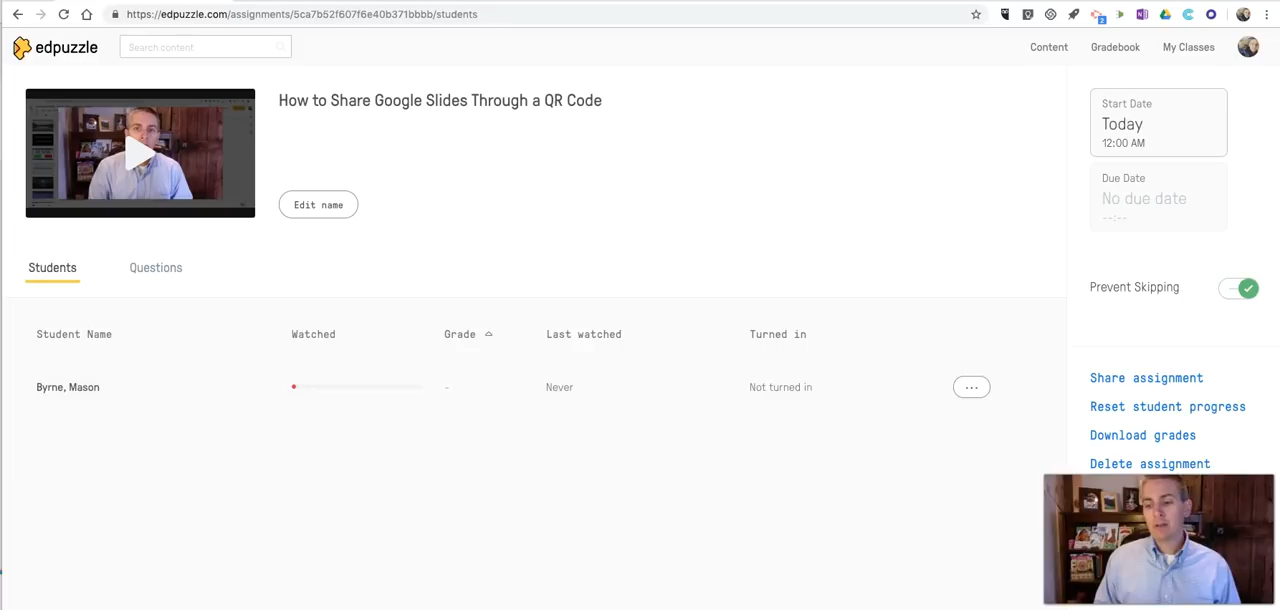 https://edpuzzle.com/assignments/5ca7b52f607f6e40b371bbbb/students
2
edpuzzle
Search content
Content
Gradebook
My Classes
How to Share Google Slides Through a QR Code
Edit name
Start Date
Today
12:00 AM
Due Date
No due date
--:--
Students
Questions
Prevent Skipping
Student Name
Watched
Grade
Last watched
Turned in
Byrne, Mason
-
Never
Not turned in
...
Share assignment
Reset student progress
Download grades
Delete assignment